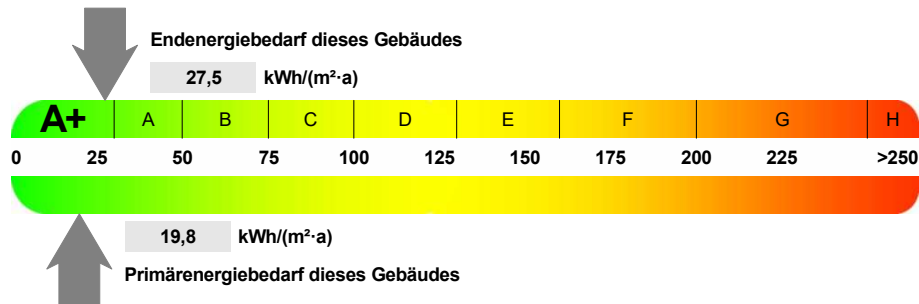 Endenergiebedarf dieses Gebäudes
27,5 kWh/(m²·a)
A+ A B C D E F G H
0 25 50 75 100 125 150 175 200 225 >250
19,8 kWh/(m²·a)
Primärenergiebedarf dieses Gebäudes